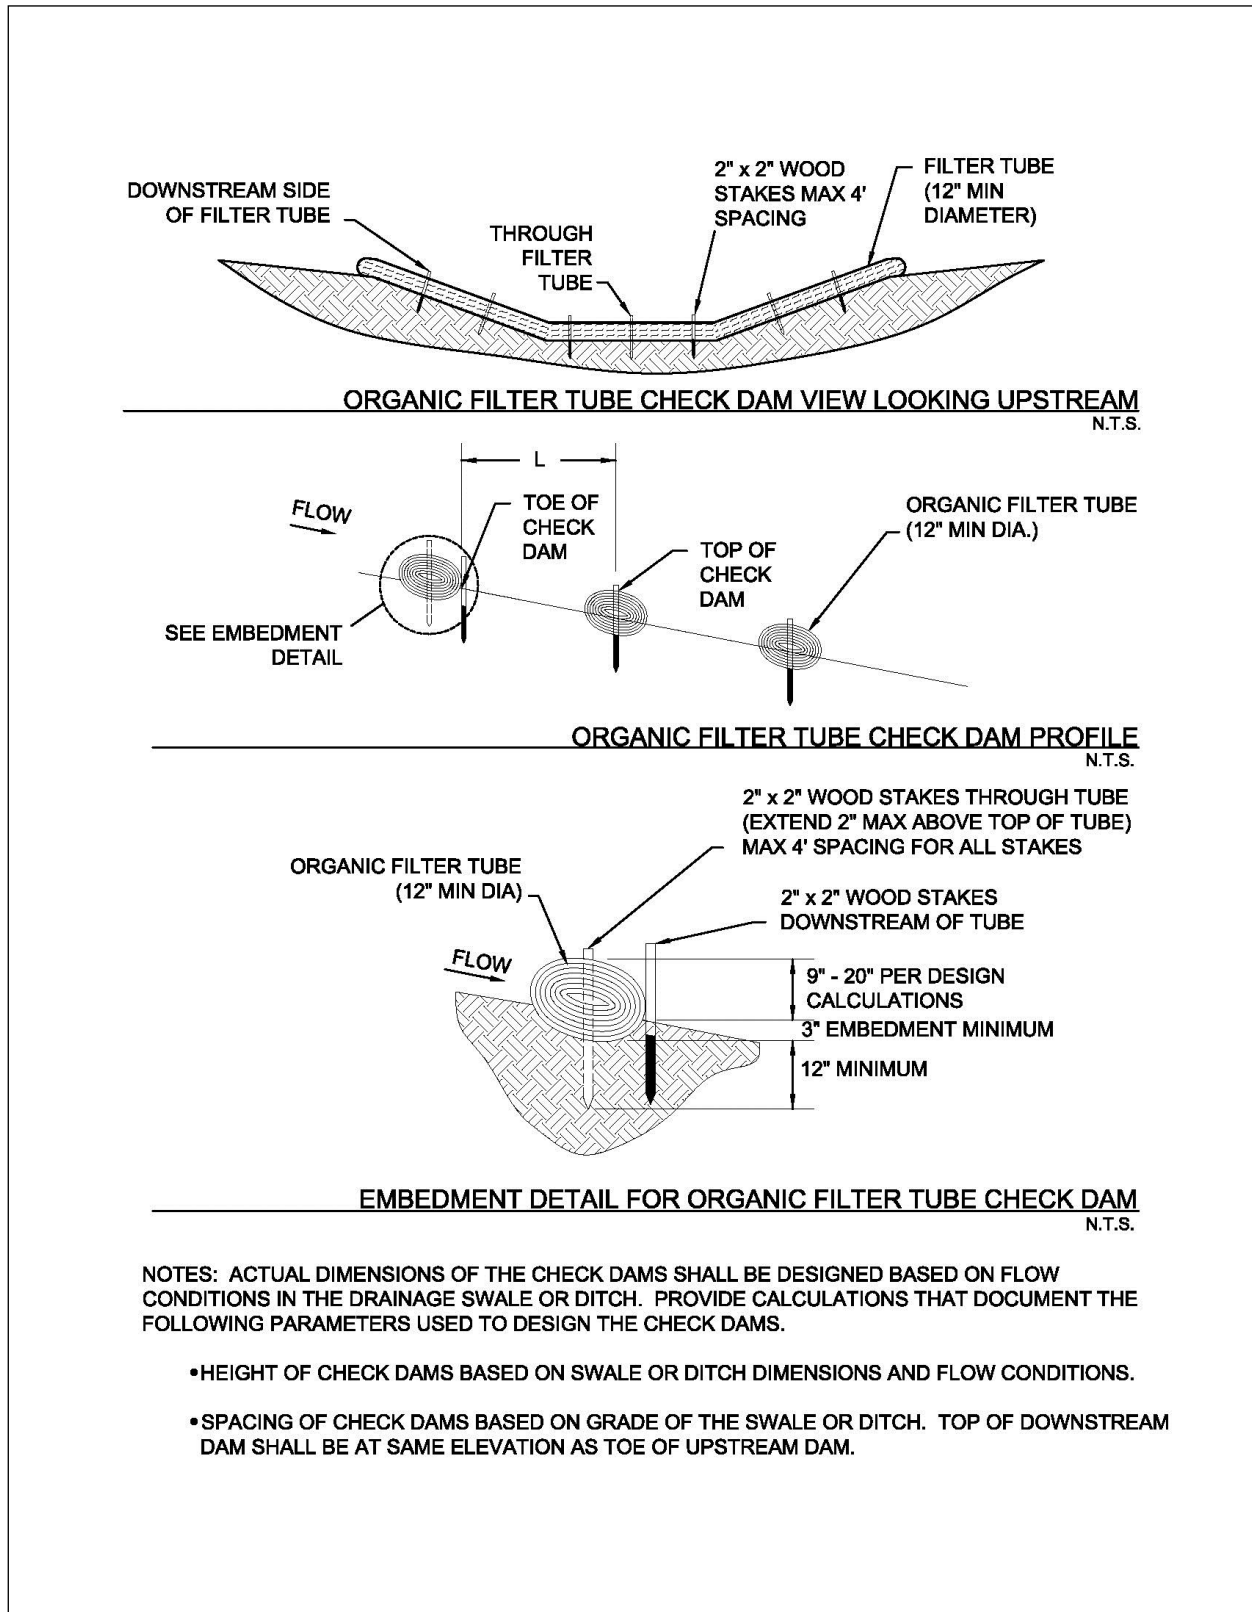 DOWNSTREAM SIDE
OF FILTER TUBE
THROUGH
FILTER
TUBE
2" x 2" WOOD
STAKES MAX 4'
SPACING
FILTER TUBE
(12" MIN
DIAMETER)
ORGANIC FILTER TUBE CHECK DAM VIEW LOOKING UPSTREAM
N.T.S.
L
FLOW
TOE OF
CHECK
DAM
TOP OF
CHECK
DAM
ORGANIC FILTER TUBE
(12" MIN DIA.)
SEE EMBEDMENT
DETAIL
ORGANIC FILTER TUBE CHECK DAM PROFILE
N.T.S.
2" x 2" WOOD STAKES THROUGH TUBE
(EXTEND 2" MAX ABOVE TOP OF TUBE)
MAX 4' SPACING FOR ALL STAKES
ORGANIC FILTER TUBE
(12" MIN DIA)
2" x 2" WOOD STAKES
DOWNSTREAM OF TUBE
FLOW
9" - 20" PER DESIGN
CALCULATIONS
3" EMBEDMENT MINIMUM
12" MINIMUM
EMBEDMENT DETAIL FOR ORGANIC FILTER TUBE CHECK DAM
N.T.S.
NOTES: ACTUAL DIMENSIONS OF THE CHECK DAMS SHALL BE DESIGNED BASED ON FLOW
CONDITIONS IN THE DRAINAGE SWALE OR DITCH. PROVIDE CALCULATIONS THAT DOCUMENT THE
FOLLOWING PARAMETERS USED TO DESIGN THE CHECK DAMS.
•HEIGHT OF CHECK DAMS BASED ON SWALE OR DITCH DIMENSIONS AND FLOW CONDITIONS.
•SPACING OF CHECK DAMS BASED ON GRADE OF THE SWALE OR DITCH. TOP OF DOWNSTREAM
DAM SHALL BE AT SAME ELEVATION AS TOE OF UPSTREAM DAM.